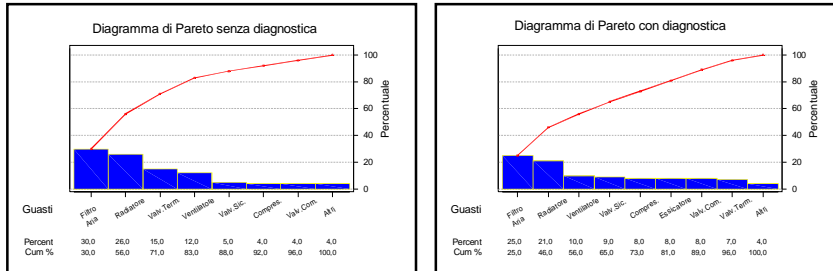 Diagramma di Pareto senza diagnostica
100
80
60
40
20
0
Percentuale
Guasti
Filtro Aria
Radiatore
Valv.Term.
Ventilatofe
Valv.Sic.
Compres.
Valv.Com.
Altri
Percent 30,0 26,0 15,0 12,0 5,0 4,0 4,0 4,0
Cum % 30,0 56,0 71,0 83,0 88,0 92,0 96,0 100,0
Diagramma di Pareto con diagnostica
100
80
60
40
20
0
Percentuale
Guasti
Filtro Aria
Radiatore
Ventilatofe
Valv.Sic.
Compres.
Essicatore
Valv.Com.
Valv.Term.
Altri
Percent 25,0 21,0 10,0 9,0 8,0 8,0 8,0 7,0 4,0
Cum % 25,0 46,0 56,0 65,0 73,0 81,0 89,0 96,0 100,0